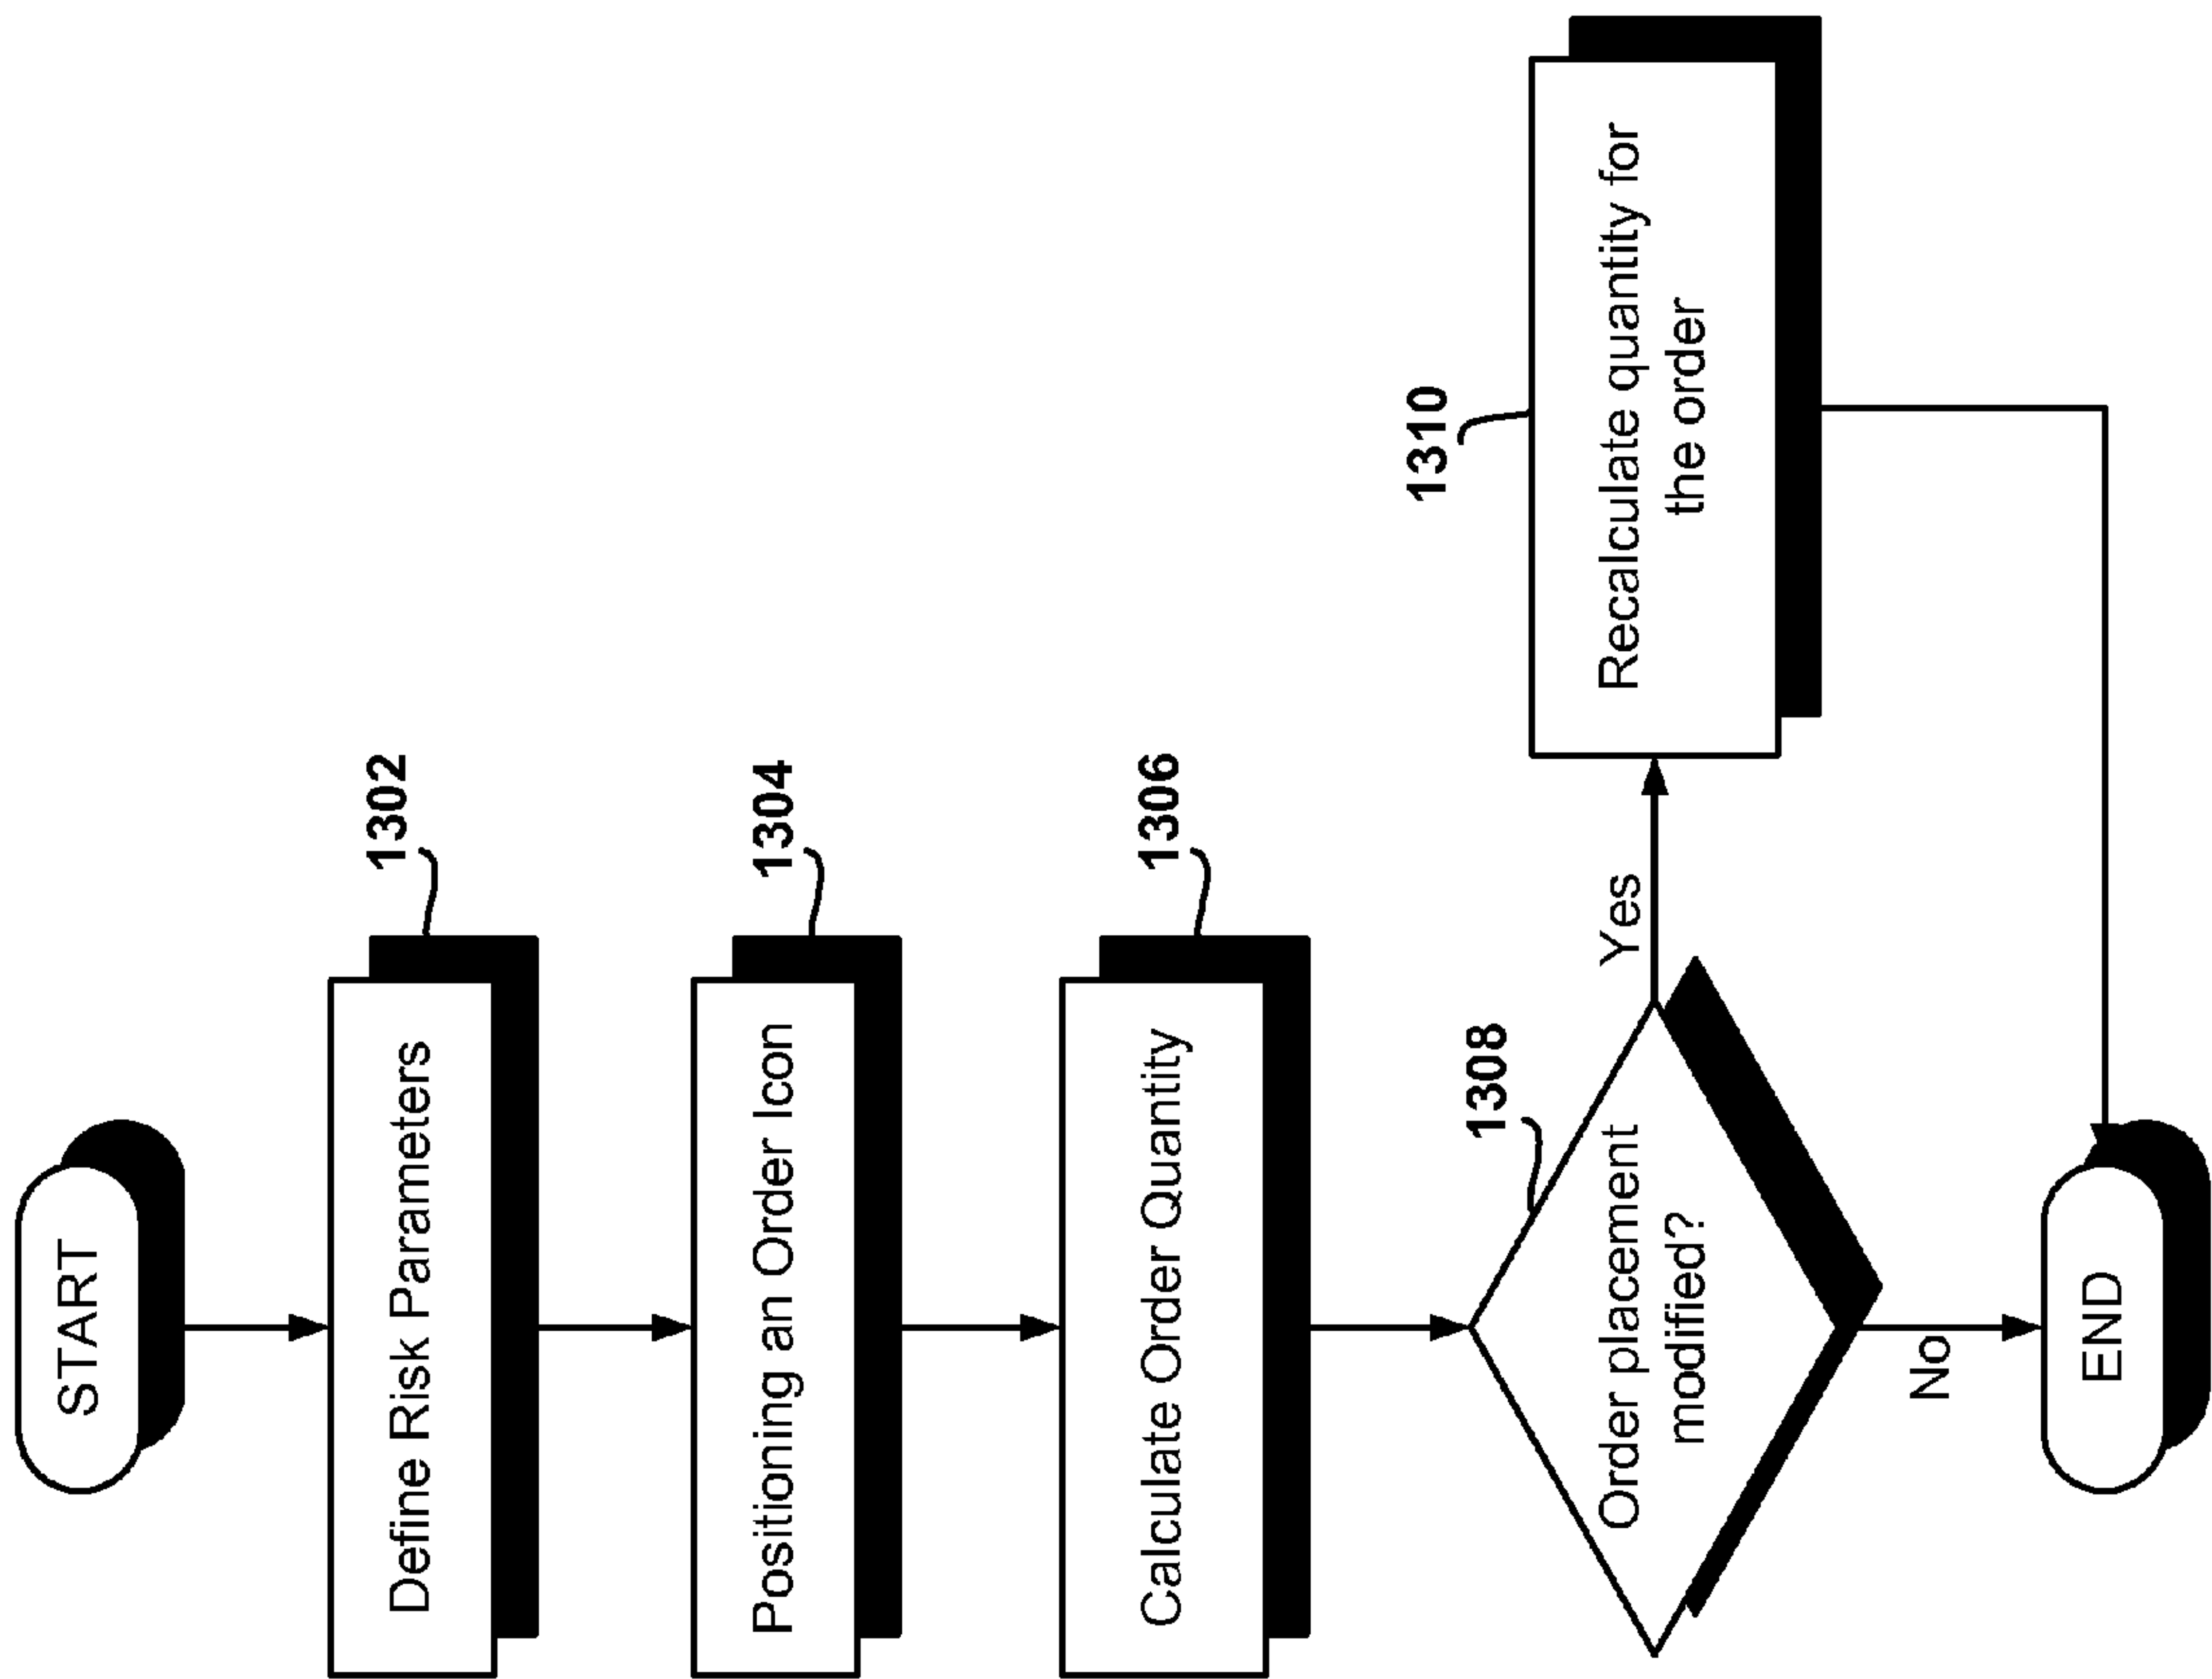 START
1302
Define Risk Parameters
1304
Positioning an Order Icon
1306
Calculate Order Quantity
1308
Order placement
modified?
Yes
1310
Recalculate quantity for
the order
No
END